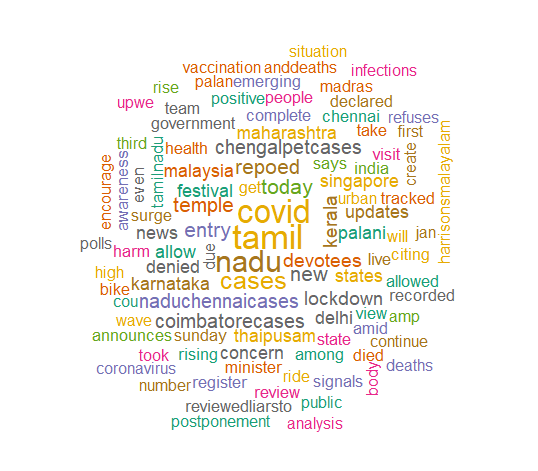 situation
vaccination anddeaths infections
rise palan emerging madras
upwe team positive people declared
government complete chennai refuses
third health chengalpetcases maharashtra take first
encourage awareness even tamilnadu malaysia repoed says india visit create harrisonsmalayalam
festival get today singapore urban tracked
surge temple covid kerala updates
polls news entry tamil palani will jan
harm allow due nadu devotees live citing
high denied cases new states allowed
bike karnataka
cou naduchennaicases lockdown recorded
wave coimbatorecases delhi view amp
announces sunday thaipusam state amid continue
took rising concern among died deaths
coronavirus minister ride signals body
number register review
reviewedliarsto public
postponement analysis